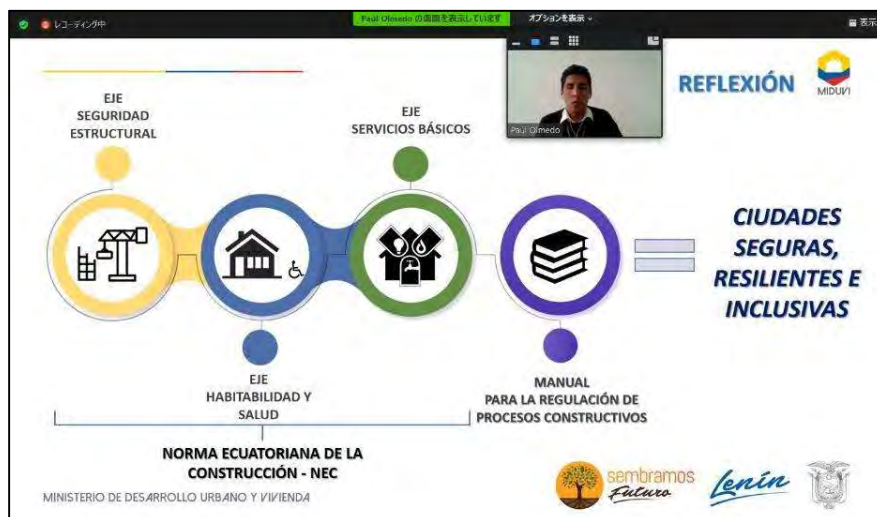 レコーディング中
Paúl Olmedo の画面を表示しています
オプションを表示
表示
Paúl Olmedo
REFLEXIÓN
MIDUVI
EJE
SEGURIDAD
ESTRUCTURAL
EJE
SERVICIOS BÁSICOS
CIUDADES
SEGURAS,
RESILIENTES E
INCLUSIVAS
EJE
HABITABILIDAD Y
SALUD
MANUAL
PARA LA REGULACIÓN DE
PROCESOS CONSTRUCTIVOS
NORMA ECUATORIANA DE LA
CONSTRUCCIÓN - NEC
MINISTERIO DE DESARROLLO URBANO Y VIVIENDA
sembramos
Futuro
Lenín